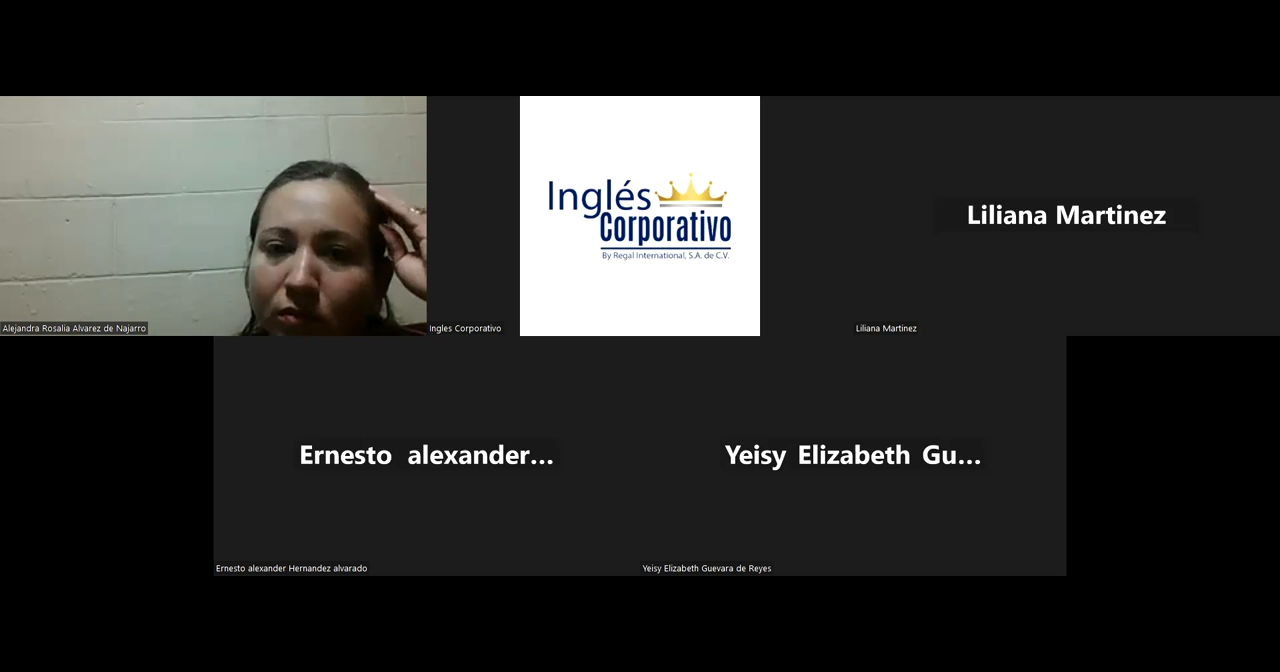 Inglés
Corporativo
By Regal International, S.A. de C.V.
Liliana Martinez
Alejandra Rosalia Alvarez de Najarro
Ingles Corporativo
Liliana Martinez
Ernesto alexander...
Yeisy Elizabeth Gu...
Ernesto alexander Hernandez alvarado
Yeisy Elizabeth Guevara de Reyes